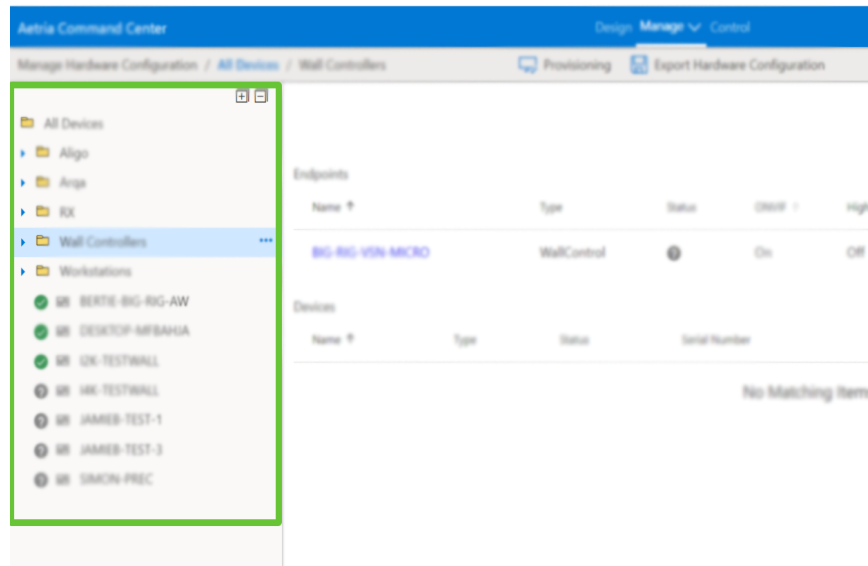 Aetria Command Center Design Manage Control
Manage Hardware Configuration / All Devices / Wall Controllers Provisioning Export Hardware Configuration
All Devices
Aligo
Arqa
RX
Wall Controllers ...
Workstations
BERTIE-BIG-RIG-AW
DESKTOP-MFBAHJA
I2K-TESTWALL
I4K-TESTWALL
JAMIEB-TEST-1
JAMIEB-TEST-3
SIMON-PREC
Endpoints
Name ↑ Type Status ONVIF ? High
BIG-RIG-VSN-MICRO WallControl On Off
Devices
Name ↑ Type Status Serial Number
No Matching Items